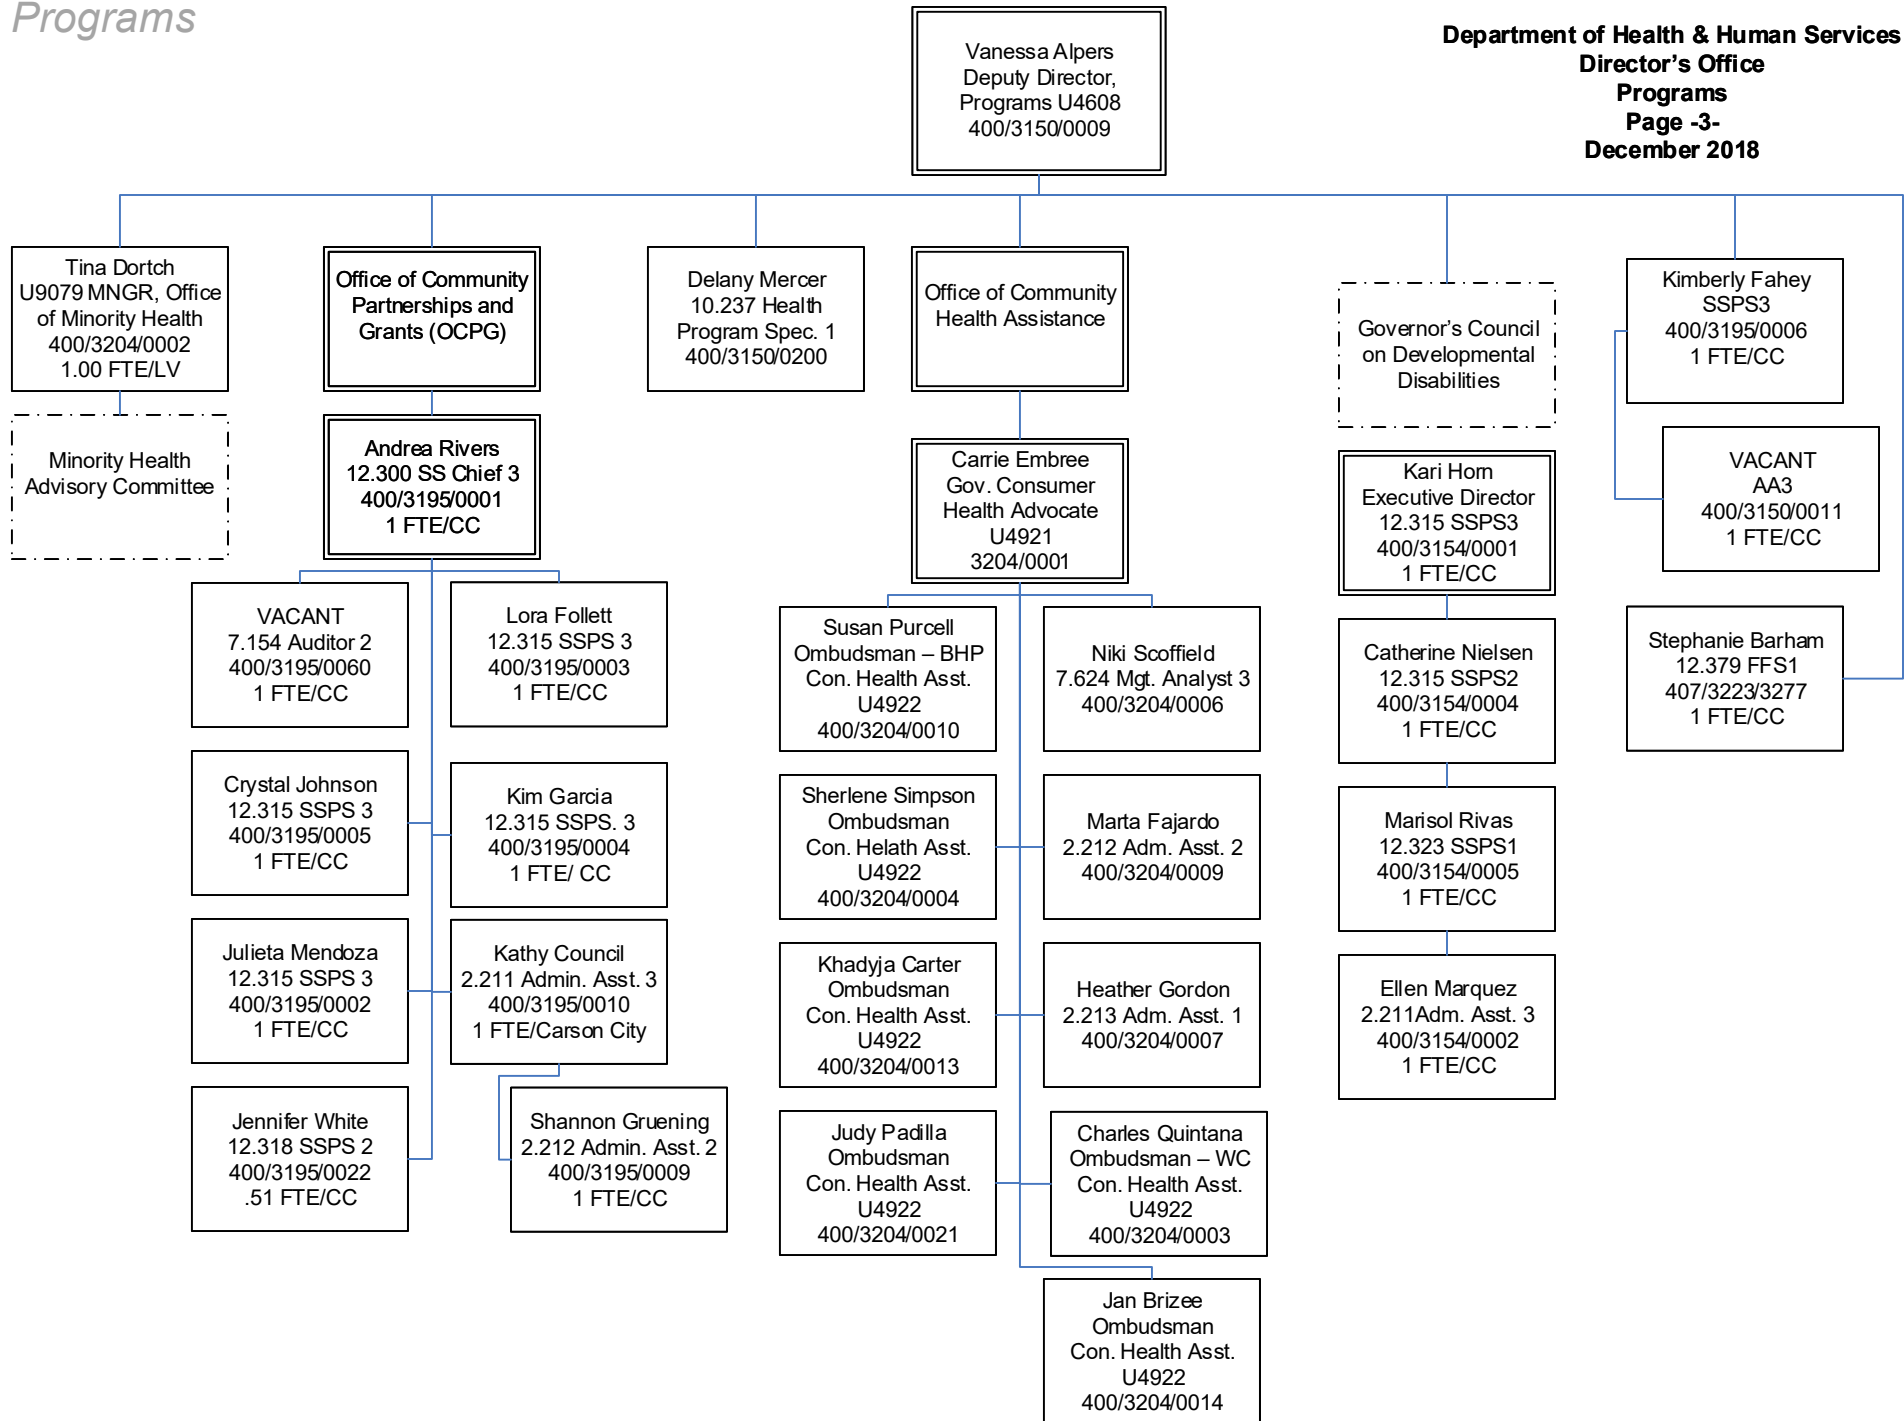 Programs
Department of Health & Human Services
Director's Office
Programs
Page -3-
December 2018
Vanessa Alpers
Deputy Director,
Programs U4608
400/3150/0009
Tina Dortch
U9079 MNGR, Office
of Minority Health
400/3204/0002
1.00 FTE/LV
Minority Health
Advisory Committee
Office of Community
Partnerships and
Grants (OCPG)
Andrea Rivers
12.300 SS Chief 3
400/3195/0001
1 FTE/CC
VACANT
7.154 Auditor 2
400/3195/0060
1 FTE/CC
Lora Follett
12.315 SSPS 3
400/3195/0003
1 FTE/CC
Crystal Johnson
12.315 SSPS 3
400/3195/0005
1 FTE/CC
Kim Garcia
12.315 SSPS. 3
400/3195/0004
1 FTE/ CC
Julieta Mendoza
12.315 SSPS 3
400/3195/0002
1 FTE/CC
Kathy Council
2.211 Admin. Asst. 3
400/3195/0010
1 FTE/Carson City
Jennifer White
12.318 SSPS 2
400/3195/0022
.51 FTE/CC
Shannon Gruening
2.212 Admin. Asst. 2
400/3195/0009
1 FTE/CC
Delany Mercer
10.237 Health
Program Spec. 1
400/3150/0200
Office of Community
Health Assistance
Carrie Embree
Gov. Consumer
Health Advocate
U4921
3204/0001
Susan Purcell
Ombudsman – BHP
Con. Health Asst.
U4922
400/3204/0010
Niki Scoffield
7.624 Mgt. Analyst 3
400/3204/0006
Sherlene Simpson
Ombudsman
Con. Helath Asst.
U4922
400/3204/0004
Marta Fajardo
2.212 Adm. Asst. 2
400/3204/0009
Khadyja Carter
Ombudsman
Con. Health Asst.
U4922
400/3204/0013
Heather Gordon
2.213 Adm. Asst. 1
400/3204/0007
Judy Padilla
Ombudsman
Con. Health Asst.
U4922
400/3204/0021
Charles Quintana
Ombudsman – WC
Con. Health Asst.
U4922
400/3204/0003
Jan Brizee
Ombudsman
Con. Health Asst.
U4922
400/3204/0014
Governor's Council
on Developmental
Disabilities
Kari Horn
Executive Director
12.315 SSPS3
400/3154/0001
1 FTE/CC
Catherine Nielsen
12.315 SSPS2
400/3154/0004
1 FTE/CC
Marisol Rivas
12.323 SSPS1
400/3154/0005
1 FTE/CC
Ellen Marquez
2.211Adm. Asst. 3
400/3154/0002
1 FTE/CC
Kimberly Fahey
SSPS3
400/3195/0006
1 FTE/CC
VACANT
AA3
400/3150/0011
1 FTE/CC
Stephanie Barham
12.379 FFS1
407/3223/3277
1 FTE/CC